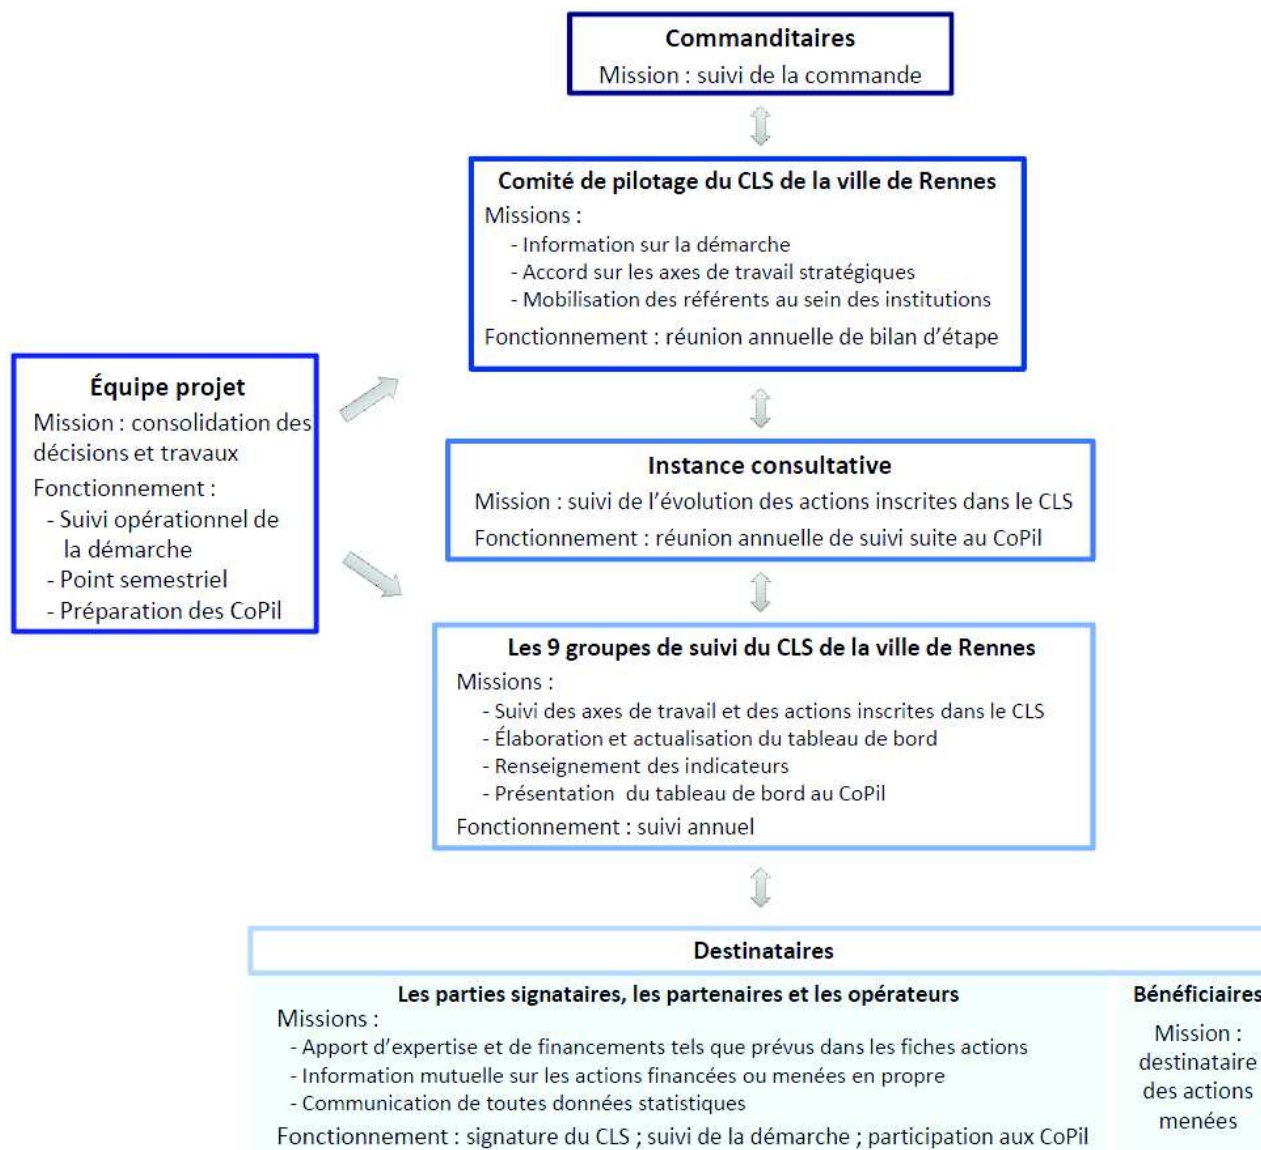 Commanditaires
Mission : suivi de la commande
Comité de pilotage du CLS de la ville de Rennes
Missions :
- Information sur la démarche
- Accord sur les axes de travail stratégiques
- Mobilisation des référents au sein des institutions
Fonctionnement : réunion annuelle de bilan d’étape
Équipe projet
Mission : consolidation des
décisions et travaux
Fonctionnement :
- Suivi opérationnel de
la démarche
- Point semestriel
- Préparation des CoPil
Instance consultative
Mission : suivi de l’évolution des actions inscrites dans le CLS
Fonctionnement : réunion annuelle de suivi suite au CoPil
Les 9 groupes de suivi du CLS de la ville de Rennes
Missions :
- Suivi des axes de travail et des actions inscrites dans le CLS
- Élaboration et actualisation du tableau de bord
- Renseignement des indicateurs
- Présentation du tableau de bord au CoPil
Fonctionnement : suivi annuel
Destinataires
Les parties signataires, les partenaires et les opérateurs
Missions :
- Apport d’expertise et de financements tels que prévus dans les fiches actions
- Information mutuelle sur les actions financées ou menées en propre
- Communication de toutes données statistiques
Fonctionnement : signature du CLS ; suivi de la démarche ; participation aux CoPil
Bénéficiaires
Mission :
destinataire
des actions
menées